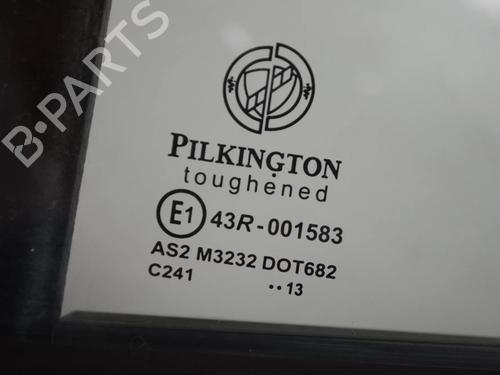 B-PARTS
PILKINGTON
toughened
E1 43R-001583
AS2 M3232 DOT682
C241 ··13